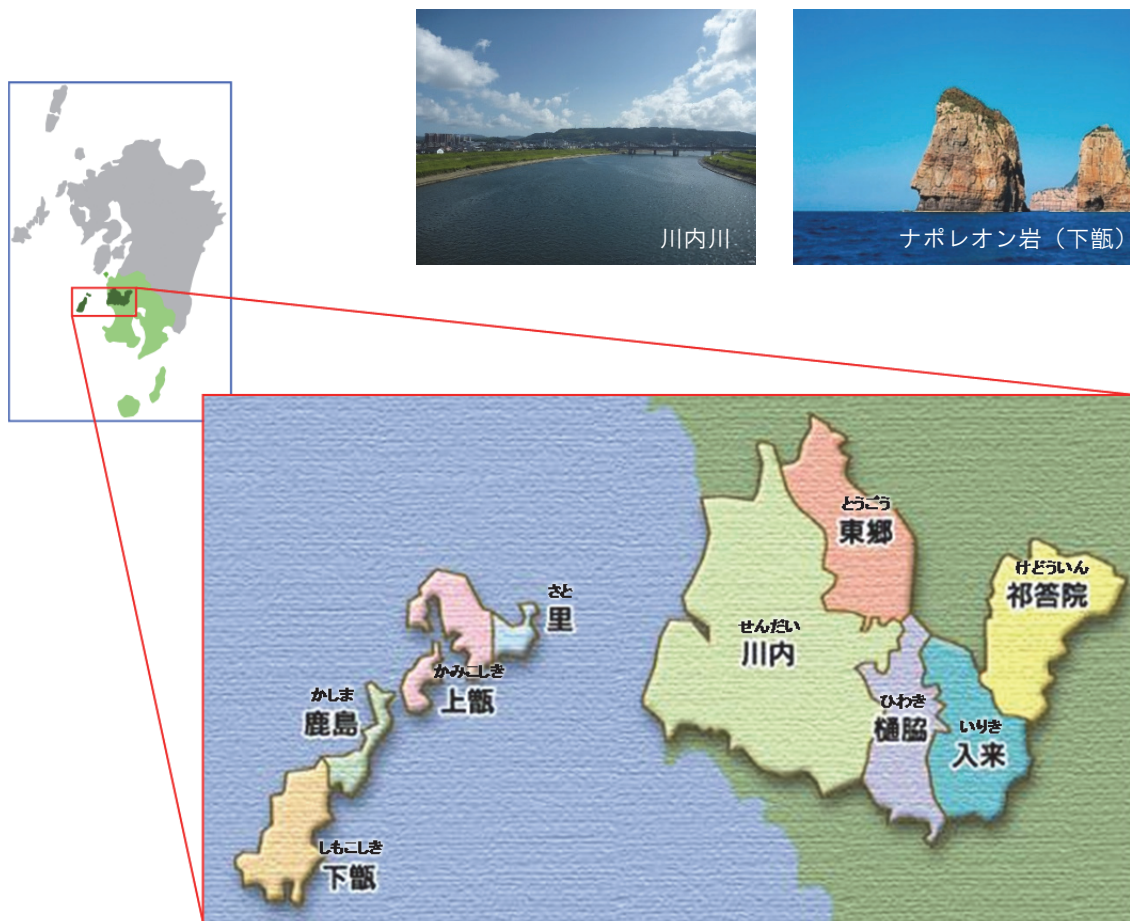 川内川
ナポレオン岩（下甑）
とうごう
東郷
けどういん
祁答院
さと
里
せんだい
川内
かみこしき
上甑
かしま
鹿島
ひわき
樋脇
いりき
入来
しもこしき
下甑